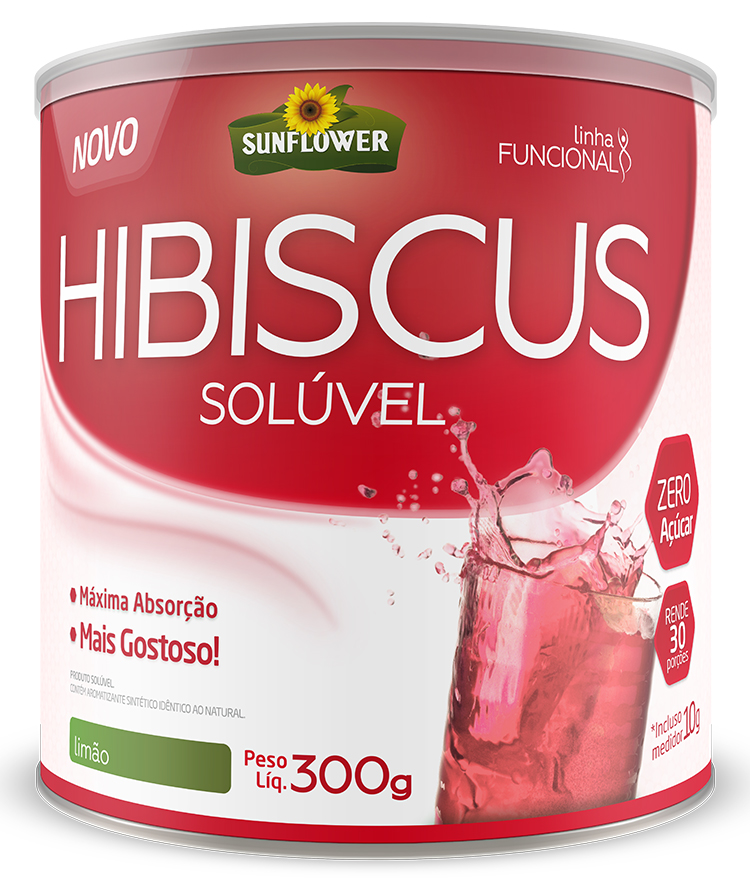 NOVO
SUNFLOWER
linha
FUNCIONAL
HIBISCUS
SOLÚVEL
ZERO
Açúcar
• Máxima Absorção
• Mais Gostoso!
RENDE
30
porções
PRODUTO SOLÚVEL.
CONTÉM AROMATIZANTE SINTÉTICO IDÊNTICO AO NATURAL.
*Incluso
medidor 10g
limão
Peso
Líq. 300g